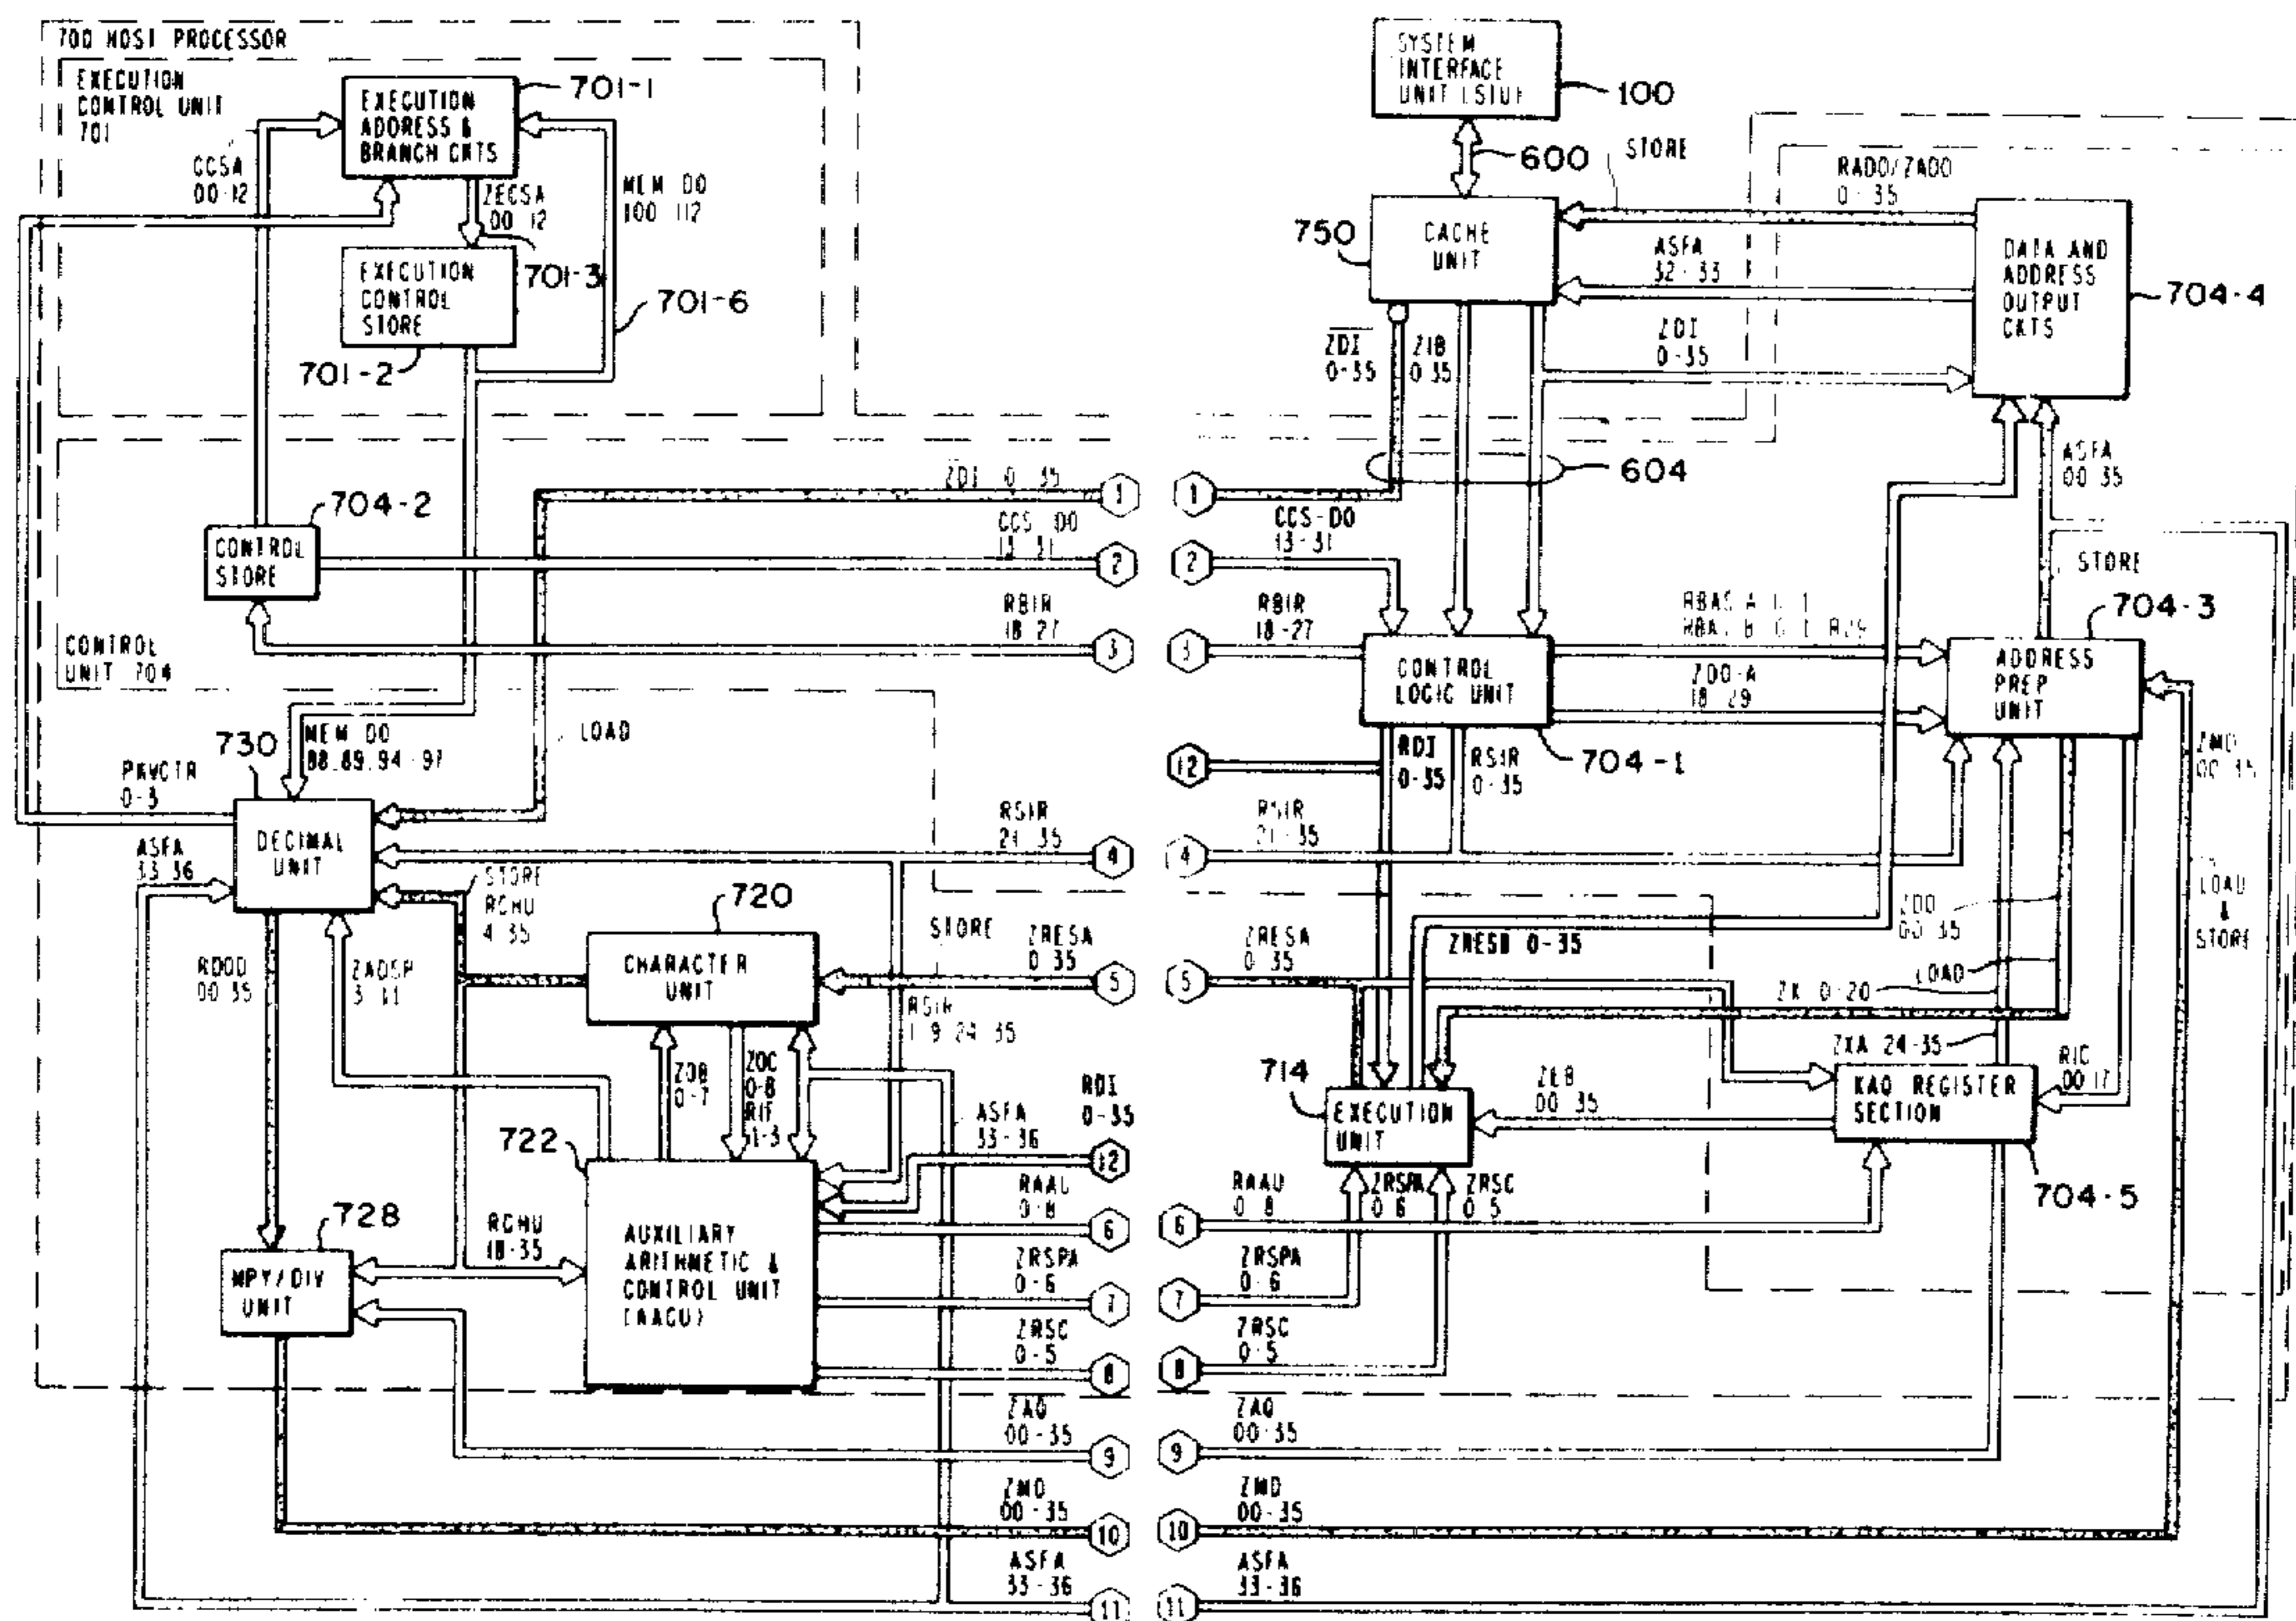 700 HOST PROCESSOR
EXECUTION
CONTROL UNIT
701
EXECUTION
ADDRESS &
BRANCH CKTS
701-1
CCSA
00-12
ZECSA
00-12
MEM DO
100-112
EXECUTION
CONTROL
STORE
701-3
701-2
701-6
SYSTEM
INTERFACE
UNIT (SIU)
100
600
STORE
RADO/ZADO
0-35
750
CACHE
UNIT
ASFA
32-33
DATA AND
ADDRESS
OUTPUT
CKTS
704-4
ZDI
0-35
ZIB
0-35
ZDI
0-35
604
ASFA
00-35
ZDI 0-35
1
1
704-2
CONTROL
STORE
CCS-DO
13-31
2
CCS-DO
13-31
2
STORE
RBIR
18-27
3
RBIR
18-27
3
CONTROL
UNIT 704
CONTROL
LOGIC UNIT
704-1
ZDO-A
18-29
704-3
ADDRESS
PREP
UNIT
LOAD
730
MEM DO
88,89,94-97
PKVCTR
0-3
12
RDI
0-35
RSIR
0-35
ZMD
00-35
DECIMAL
UNIT
ASFA
33-36
RSIR
21-35
4
RSIR
21-35
4
STORE
RCHU
4-35
720
CHARACTER
UNIT
STORE
ZRESA
0-35
5
ZRESA
0-35
5
ZRESB 0-35
ZDO
00-35
LOAD
LOAD
&
STORE
RDOD
00-35
ZADSP
3-11
RSIR
1-9 24-35
ZX 0-20
ZXA 24-35
RIC
00-17
ZOB
0-7
ZOC
0-8
RIF
1-3
RDI
0-35
714
EXECUTION
UNIT
ZEB
00-35
XAQ REGISTER
SECTION
704-5
722
ASFA
33-36
12
AUXILIARY
ARITHMETIC &
CONTROL UNIT
(AACU)
RAAU
0-8
6
RAAU
0-8
6
ZRSPA
0-6
ZRSC
0-5
728
MPY/DIV
UNIT
RCHU
18-35
ZRSPA
0-6
7
ZRSPA
0-6
7
ZRSC
0-5
8
ZRSC
0-5
8
ZAQ
00-35
9
ZAQ
00-35
9
ZMD
00-35
10
ZMD
00-35
10
ASFA
33-36
11
ASFA
33-36
11